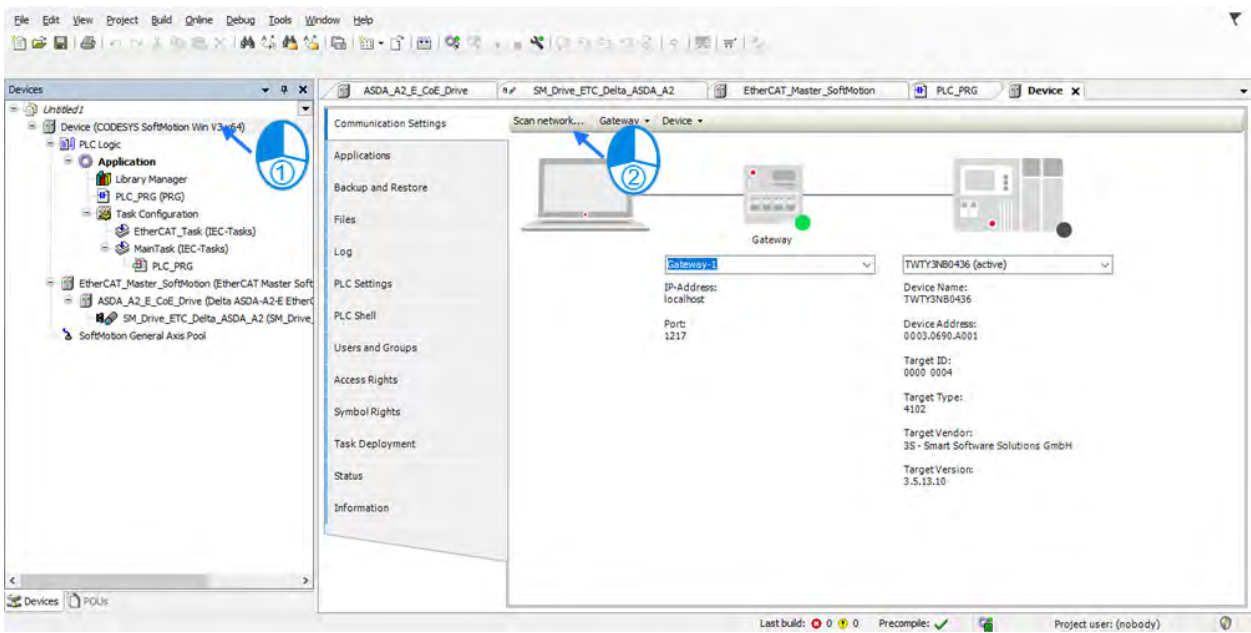 File Edit View Project Build Online Debug Tools Window Help
Devices
ASDA_A2_E_CoE_Drive SM_Drive_ETC_Delta_ASDA_A2 EtherCAT_Master_SoftMotion PLC_PRG Device
Untitled1
Device (CODESYS SoftMotion Win V3 x64)
PLC Logic
Application
Library Manager
PLC_PRG (PRG)
Task Configuration
EtherCAT_Task (IEC-Tasks)
MainTask (IEC-Tasks)
PLC_PRG
EtherCAT_Master_SoftMotion (EtherCAT Master Soft
ASDA_A2_E_CoE_Drive (Delta ASDA-A2-E EtherC
SM_Drive_ETC_Delta_ASDA_A2 (SM_Drive_
SoftMotion General Axis Pool
①
Devices POUs
Communication Settings
Applications
Backup and Restore
Files
Log
PLC Settings
PLC Shell
Users and Groups
Access Rights
Symbol Rights
Task Deployment
Status
Information
Scan network... Gateway Device
②
Gateway
Gateway-1
IP-Address:
localhost
Port:
1217
TWTY3NB0436 (active)
Device Name:
TWTY3NB0436
Device Address:
0003.0690.A001
Target ID:
0000 0004
Target Type:
4102
Target Vendor:
3S - Smart Software Solutions GmbH
Target Version:
3.5.13.10
Last build: 0 0 Precompile: Project user: (nobody)